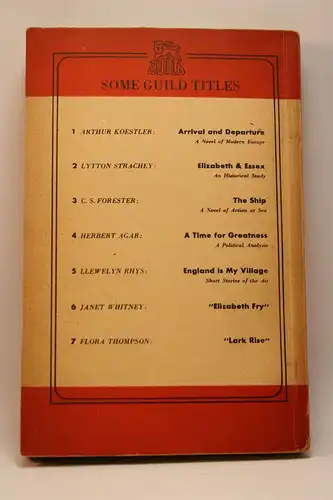 SOME GUILD TITLES
1 ARTHUR KOESTLER: Arrival and Departure
A Novel of Modern Europe
2 LYTTON STRACHEY: Elizabeth & Essex
An Historical Study
3 C. S. FORESTER: The Ship
A Novel of Action at Sea
4 HERBERT AGAR: A Time for Greatness
A Political Analysis
5 LLEWELYN RHYS: England is My Village
Short Stories of the Air
6 JANET WHITNEY: "Elizabeth Fry"
7 FLORA THOMPSON: "Lark Rise"